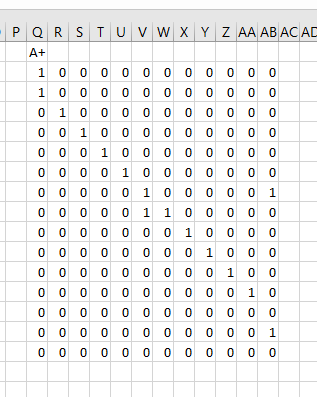 P Q R S T U V W X Y Z AA AB AC AD
A+
1 0 0 0 0 0 0 0 0 0 0 0
1 0 0 0 0 0 0 0 0 0 0 0
0 1 0 0 0 0 0 0 0 0 0 0
0 0 1 0 0 0 0 0 0 0 0 0
0 0 0 1 0 0 0 0 0 0 0 0
0 0 0 0 1 0 0 0 0 0 0 0
0 0 0 0 0 1 0 0 0 0 0 1
0 0 0 0 0 1 1 0 0 0 0 0
0 0 0 0 0 0 0 1 0 0 0 0
0 0 0 0 0 0 0 0 1 0 0 0
0 0 0 0 0 0 0 0 0 1 0 0
0 0 0 0 0 0 0 0 0 0 1 0
0 0 0 0 0 0 0 0 0 0 0 0
0 0 0 0 0 0 0 0 0 0 0 1
0 0 0 0 0 0 0 0 0 0 0 0